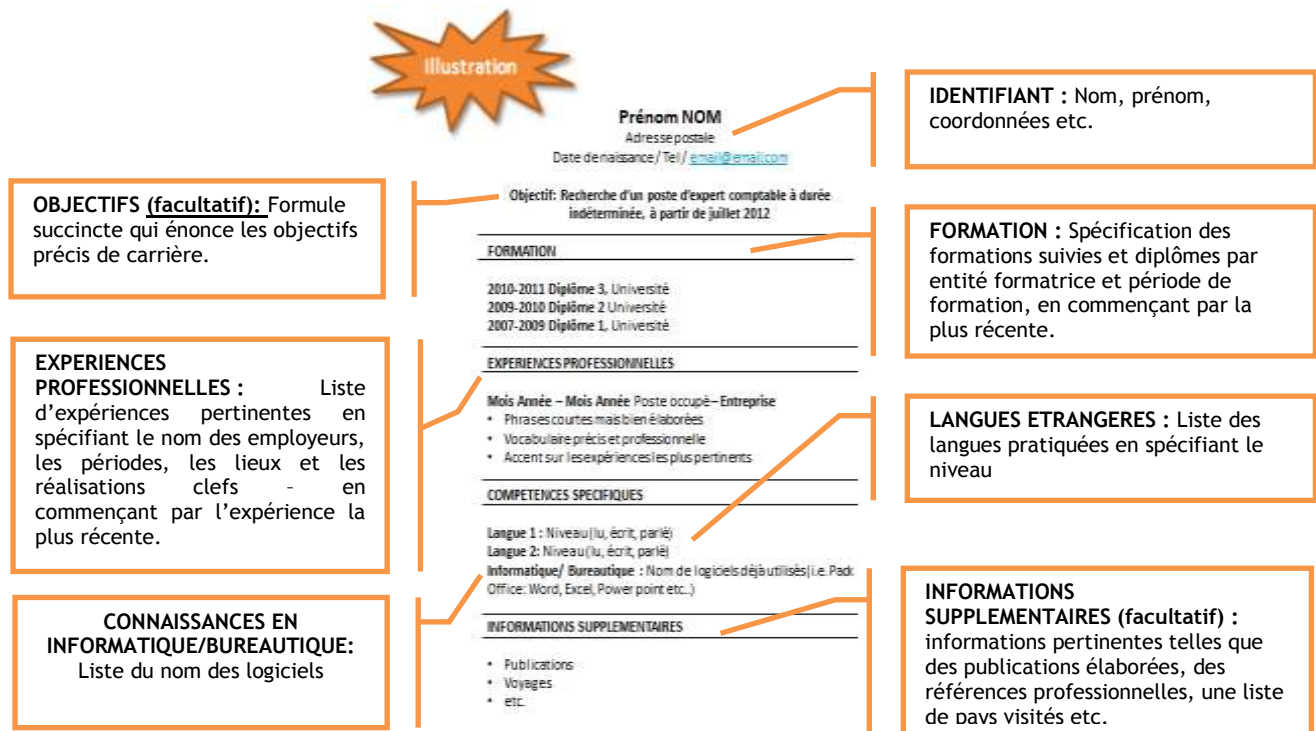 Illustration
Prénom NOM
Adresse postale
Date de naissance / Tel / email@email.com
Objectif: Recherche d'un poste d'expert comptable à durée
indéterminée, à partir de juillet 2012
FORMATION
2010-2011 Diplôme 3, Université
2009-2010 Diplôme 2 Université
2007-2009 Diplôme 1, Université
EXPERIENCES PROFESSIONNELLES
Mois Année – Mois Année Poste occupé – Entreprise
• Phrases courtes mais bien élaborées
• Vocabulaire précis et professionnelle
• Accent sur les expériences les plus pertinents
COMPETENCES SPECIFIQUES
Langue 1 : Niveau (lu, écrit, parlé)
Langue 2: Niveau (lu, écrit, parlé)
Informatique/ Bureautique : Nom de logiciels déjà utilisés (i.e. Pack
Office: Word, Excel, Power point etc..)
INFORMATIONS SUPPLEMENTAIRES
• Publications
• Voyages
• etc.
OBJECTIFS (facultatif): Formule
succincte qui énonce les objectifs
précis de carrière.
EXPERIENCES
PROFESSIONNELLES : Liste
d'expériences pertinentes en
spécifiant le nom des employeurs,
les périodes, les lieux et les
réalisations clefs – en
commençant par l'expérience la
plus récente.
CONNAISSANCES EN
INFORMATIQUE/BUREAUTIQUE:
Liste du nom des logiciels
IDENTIFIANT : Nom, prénom,
coordonnées etc.
FORMATION : Spécification des
formations suivies et diplômes par
entité formatrice et période de
formation, en commençant par la
plus récente.
LANGUES ETRANGERES : Liste des
langues pratiquées en spécifiant le
niveau
INFORMATIONS
SUPPLEMENTAIRES (facultatif) :
informations pertinentes telles que
des publications élaborées, des
références professionnelles, une liste
de pays visités etc.